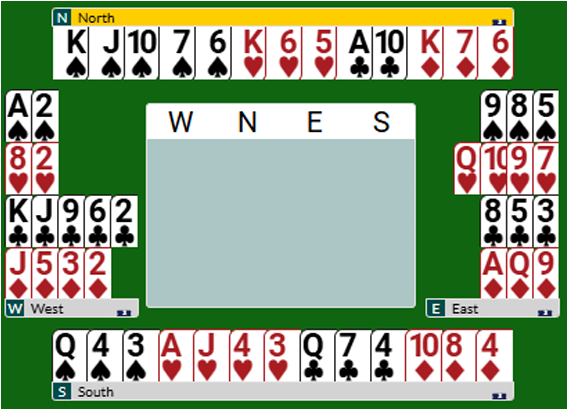 N North
K J 10 7 6 K 6 5 A 10 K 7 6
W N E S
A 2
8 2
K J 9 6 2
J 5 3 2
W West
9 8 5
Q 10 9 7
8 5 3
A Q 9
E East
Q 4 3 A J 4 3 Q 7 4 10 8 4
S South